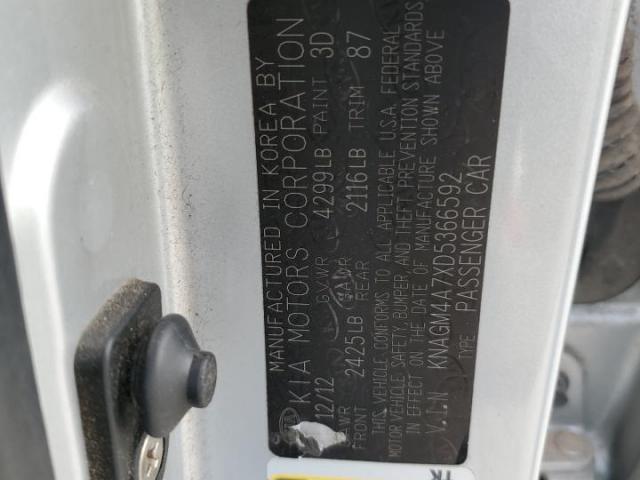 MANUFACTURED IN KOREA BY
KIA MOTORS CORPORATION
12/12 GVWR 4299LB PAINT 3D
GAWR GAWR
FRONT 2425LB REAR 2116LB TRIM 87
THIS VEHICLE CONFORMS TO ALL APPLICABLE U.S.A. FEDERAL
MOTOR VEHICLE SAFETY, BUMPER, AND THEFT PREVENTION STANDARDS
IN EFFECT ON THE DATE OF MANUFACTURE SHOWN ABOVE
V.I.N KNAGM4A7XD5366592
TYPE PASSENGER CAR